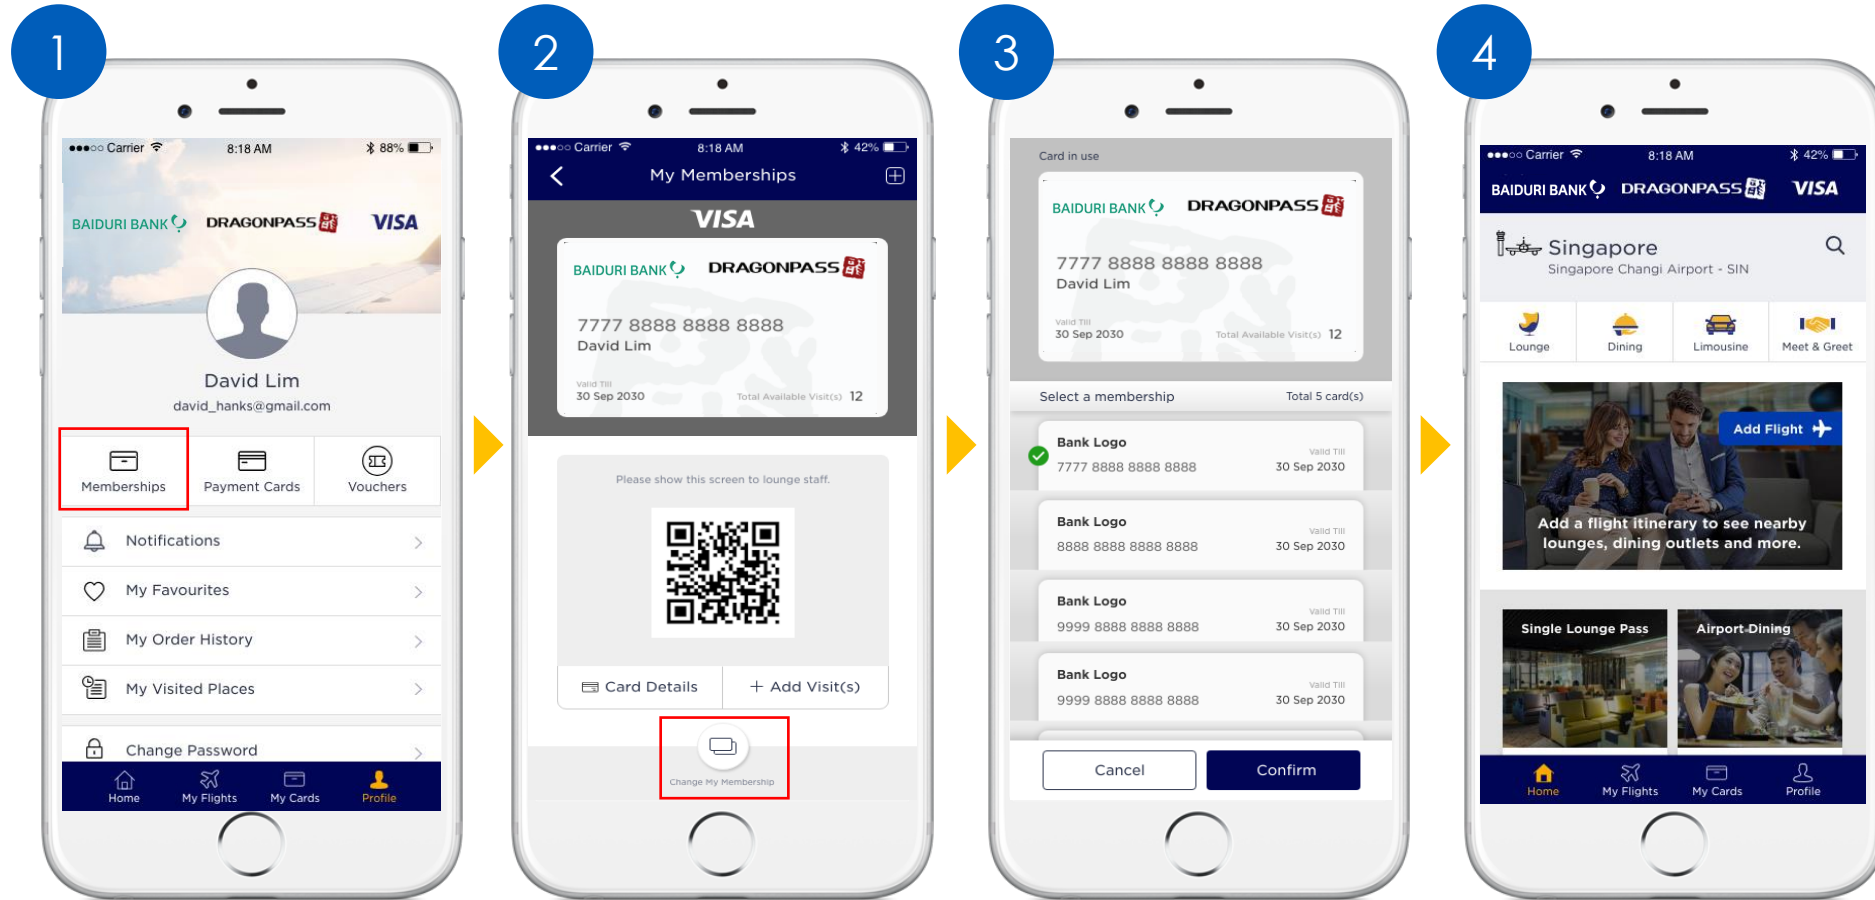 1
●●●○○ Carrier 8:18 AM 88%
BAIDURI BANK DRAGONPASS VISA
David Lim
david_hanks@gmail.com
Memberships Payment Cards Vouchers
Notifications
My Favourites
My Order History
My Visited Places
Change Password
Home My Flights My Cards Profile
2
●●●○○ Carrier 8:18 AM 42%
My Memberships
VISA
BAIDURI BANK DRAGONPASS
7777 8888 8888 8888
David Lim
Valid Till
30 Sep 2030 Total Available Visit(s) 12
Please show this screen to lounge staff.
Card Details + Add Visit(s)
Change My Membership
3
Card in use
BAIDURI BANK DRAGONPASS
7777 8888 8888 8888
David Lim
Valid Till
30 Sep 2030 Total Available Visit(s) 12
Select a membership Total 5 card(s)
Bank Logo
Valid Till
7777 8888 8888 8888 30 Sep 2030
Bank Logo
Valid Till
8888 8888 8888 8888 30 Sep 2030
Bank Logo
Valid Till
9999 8888 8888 8888 30 Sep 2030
Bank Logo
Valid Till
9999 8888 8888 8888 30 Sep 2030
Cancel Confirm
4
●●●○○ Carrier 8:18 AM 42%
BAIDURI BANK DRAGONPASS VISA
Singapore
Singapore Changi Airport - SIN
Lounge Dining Limousine Meet & Greet
Add Flight
Add a flight itinerary to see nearby
lounges, dining outlets and more.
Single Lounge Pass Airport Dining
Home My Flights My Cards Profile